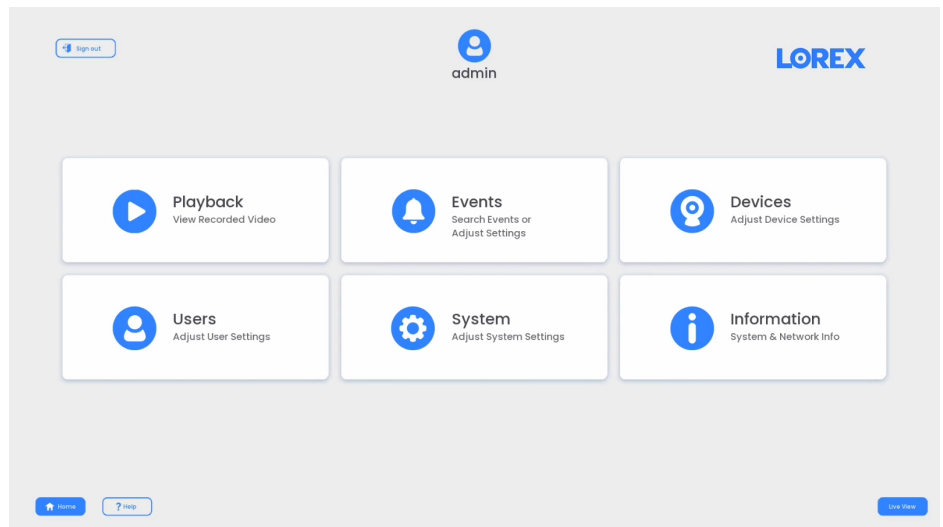 Sign out
admin
LOREX
Playback
View Recorded Video
Events
Search Events or
Adjust Settings
Devices
Adjust Device Settings
Users
Adjust User Settings
System
Adjust System Settings
Information
System & Network Info
Home
? Help
Live View